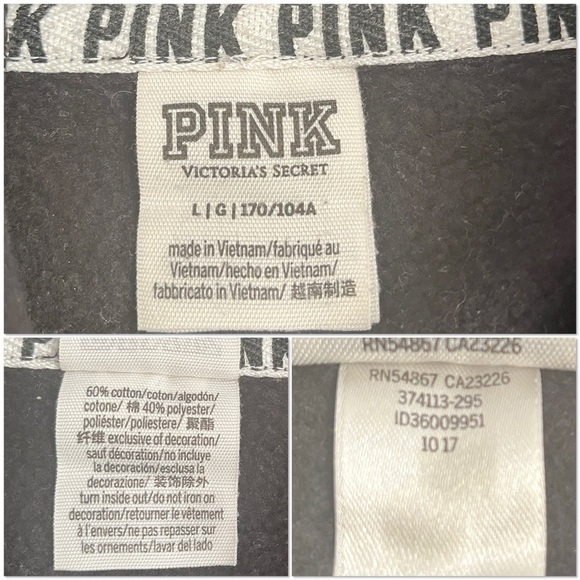 K PINK PINK PINK PIN
PINK
VICTORIA'S SECRET
L | G | 170/104A
made in Vietnam/fabriqué au
Vietnam/hecho en Vietnam/
fabbricato in Vietnam/ 越南制造
60% cotton/coton/algodón/
cotone/ 棉 40% polyester/
poliéster/poliestere/ 聚酯
纤维 exclusive of decoration/
sauf décoration/no incluye
la decoración/esclusa la
decorazione/ 装饰除外
turn inside out/do not iron on
decoration/retourner le vêtement
à l'envers/ne pas repasser sur
les ornements/lavar del lado
RN54867 CA23226
RN54867 CA23226
374113-295
ID36009951
10 17